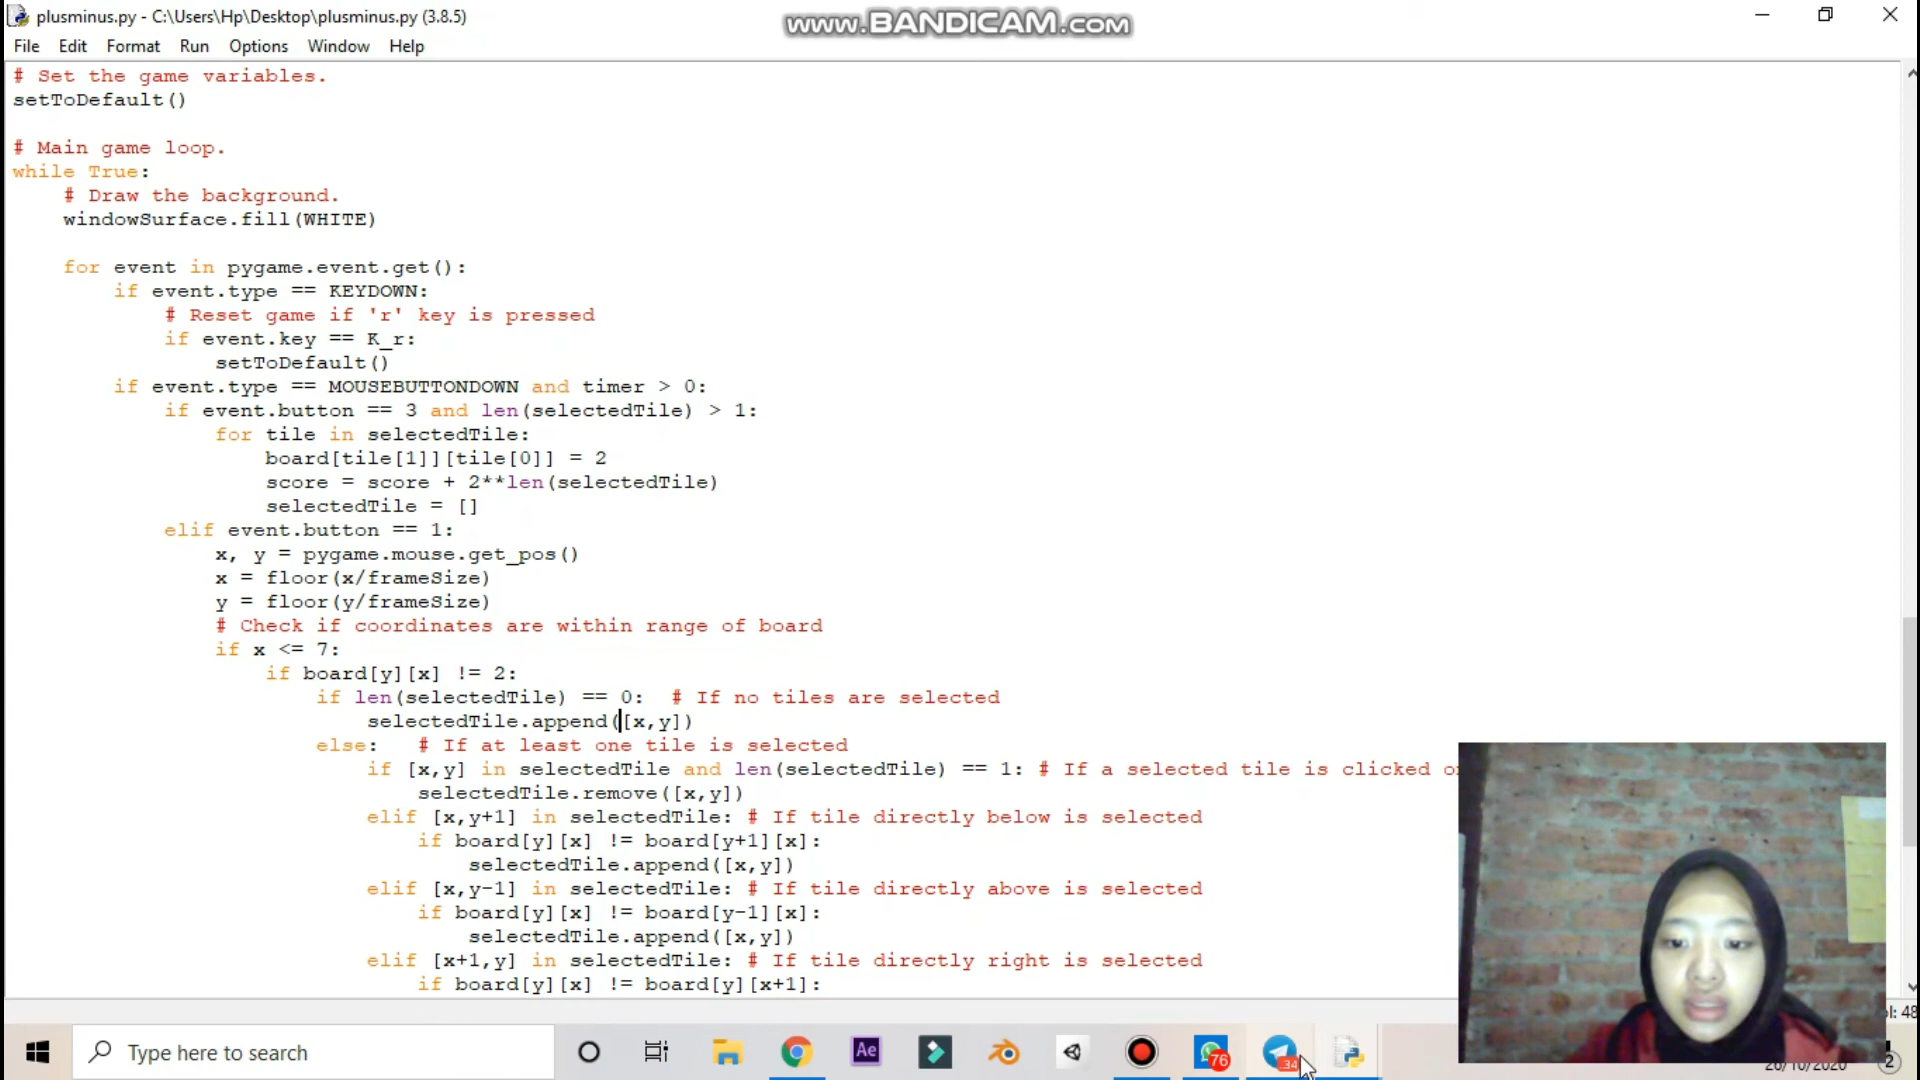 plusminus.py - C:\Users\Hp\Desktop\plusminus.py (3.8.5)
www.BANDICAM.com
File Edit Format Run Options Window Help
# Set the game variables.
setToDefault()
# Main game loop.
while True:
# Draw the background.
windowSurface.fill(WHITE)
for event in pygame.event.get():
if event.type == KEYDOWN:
# Reset game if 'r' key is pressed
if event.key == K_r:
setToDefault()
if event.type == MOUSEBUTTONDOWN and timer > 0:
if event.button == 3 and len(selectedTile) > 1:
for tile in selectedTile:
board[tile[1]][tile[0]] = 2
score = score + 2**len(selectedTile)
selectedTile = []
elif event.button == 1:
x, y = pygame.mouse.get_pos()
x = floor(x/frameSize)
y = floor(y/frameSize)
# Check if coordinates are within range of board
if x <= 7:
if board[y][x] != 2:
if len(selectedTile) == 0: # If no tiles are selected
selectedTile.append([x,y])
else: # If at least one tile is selected
if [x,y] in selectedTile and len(selectedTile) == 1: # If a selected tile is clicked
selectedTile.remove([x,y])
elif [x,y+1] in selectedTile: # If tile directly below is selected
if board[y][x] != board[y+1][x]:
selectedTile.append([x,y])
elif [x,y-1] in selectedTile: # If tile directly above is selected
if board[y][x] != board[y-1][x]:
selectedTile.append([x,y])
elif [x+1,y] in selectedTile: # If tile directly right is selected
if board[y][x] != board[y][x+1]:
Type here to search
Ae
76
34
26/10/2020
2